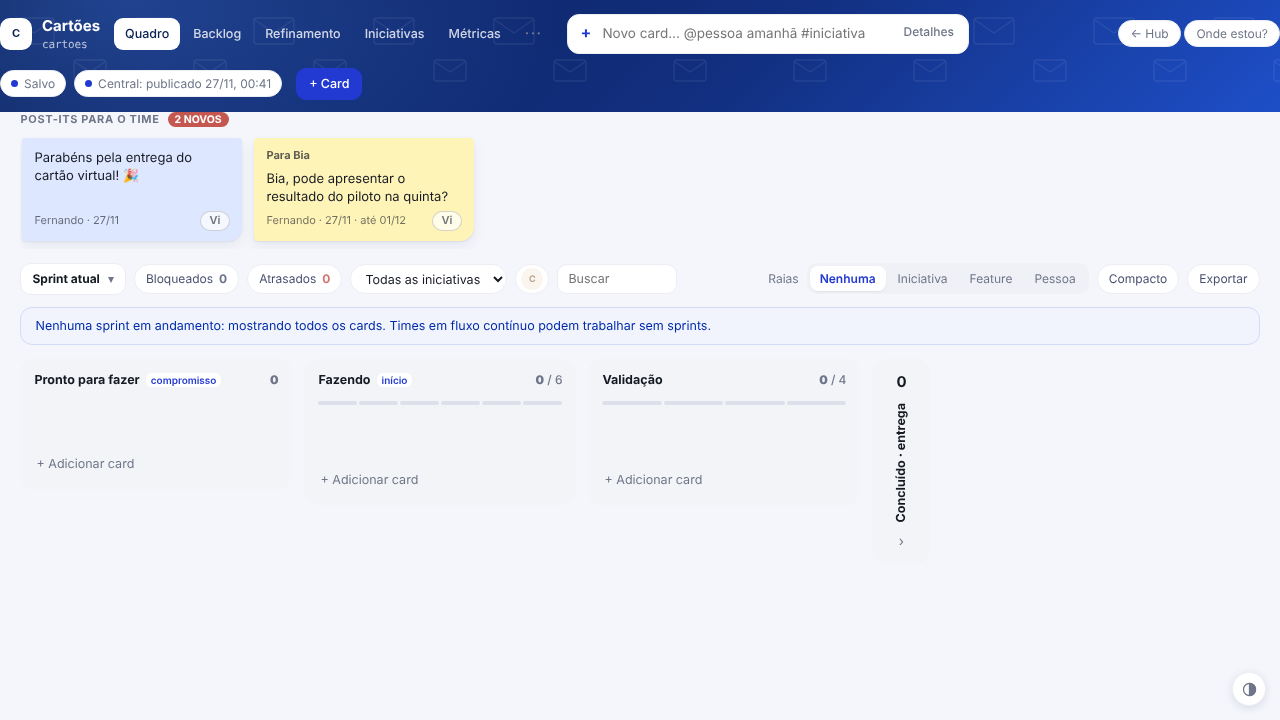 C
Cartões
cartoes
Quadro
Backlog
Refinamento
Iniciativas
Métricas
···
+ Novo card... @pessoa amanhã #iniciativa
Detalhes
← Hub
Onde estou?
Salvo
Central: publicado 27/11, 00:41
+ Card
POST-ITS PARA O TIME
2 NOVOS
Parabéns pela entrega do
cartão virtual! 🎉
Fernando · 27/11
Vi
Para Bia
Bia, pode apresentar o
resultado do piloto na quinta?
Fernando · 27/11 · até 01/12
Vi
Sprint atual ▾
Bloqueados 0
Atrasados 0
Todas as iniciativas
C
Buscar
Raias
Nenhuma
Iniciativa
Feature
Pessoa
Compacto
Exportar
Nenhuma sprint em andamento: mostrando todos os cards. Times em fluxo contínuo podem trabalhar sem sprints.
Pronto para fazer compromisso 0
+ Adicionar card
Fazendo início 0 / 6
+ Adicionar card
Validação 0 / 4
+ Adicionar card
0
Concluído · entrega
›